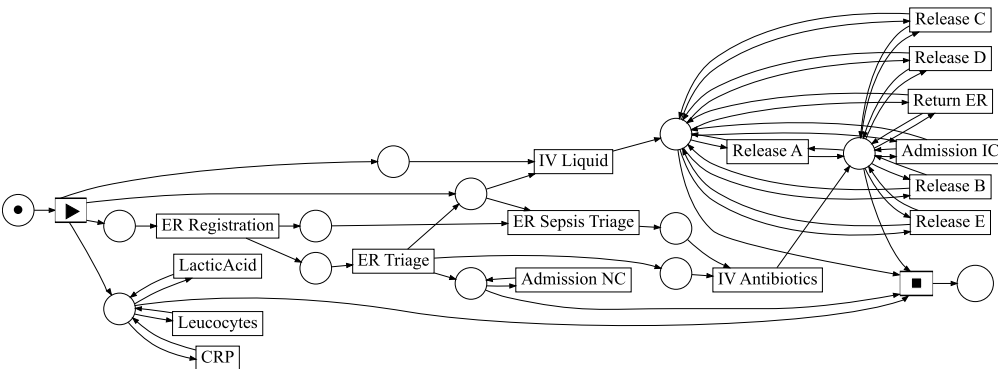 Release C
Release D
Return ER
IV Liquid
Release A
Admission IC
Release B
ER Registration
ER Sepsis Triage
Release E
LacticAcid
ER Triage
Admission NC
IV Antibiotics
Leucocytes
CRP